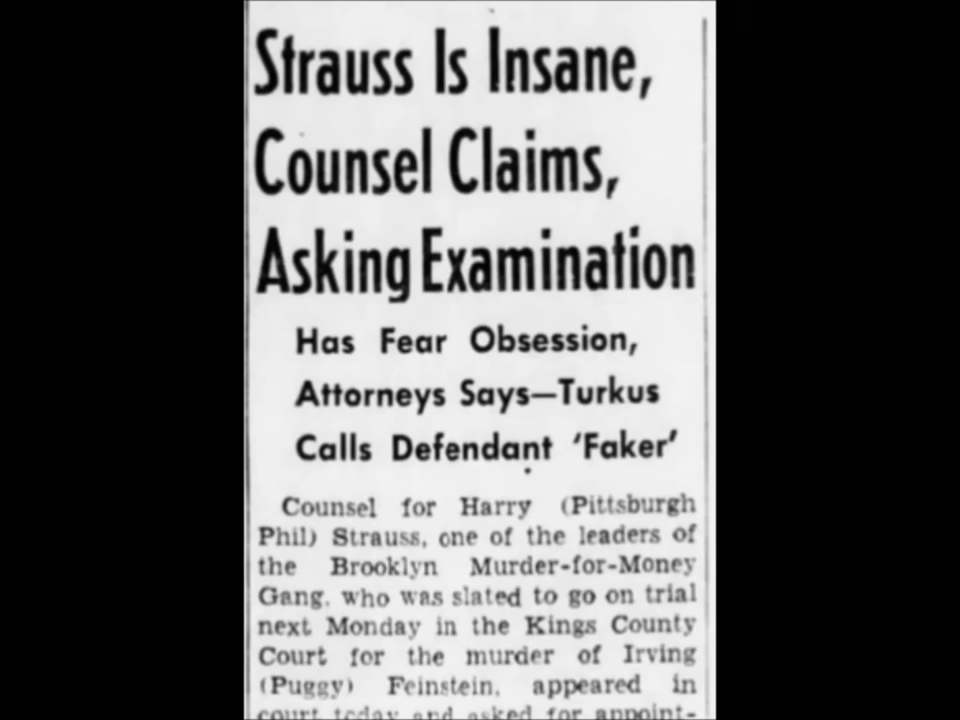 Strauss Is Insane,
Counsel Claims,
Asking Examination
Has Fear Obsession,
Attorneys Says—Turkus
Calls Defendant 'Faker'
Counsel for Harry (Pittsburgh
Phil) Strauss, one of the leaders of
the Brooklyn Murder-for-Money
Gang, who was slated to go on trial
next Monday in the Kings County
Court for the murder of Irving
(Puggy) Feinstein, appeared in
court today and asked for appoint-